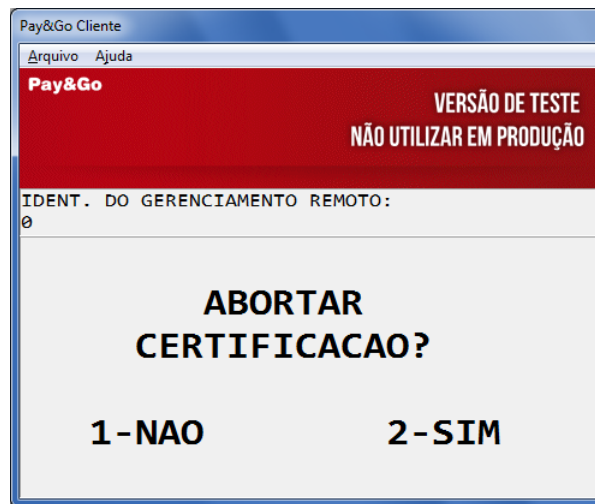 Pay&Go Cliente
Arquivo Ajuda
Pay&Go
VERSÃO DE TESTE
NÃO UTILIZAR EM PRODUÇÃO
IDENT. DO GERENCIAMENTO REMOTO:
0
ABORTAR
CERTIFICACAO?
1-NAO 2-SIM